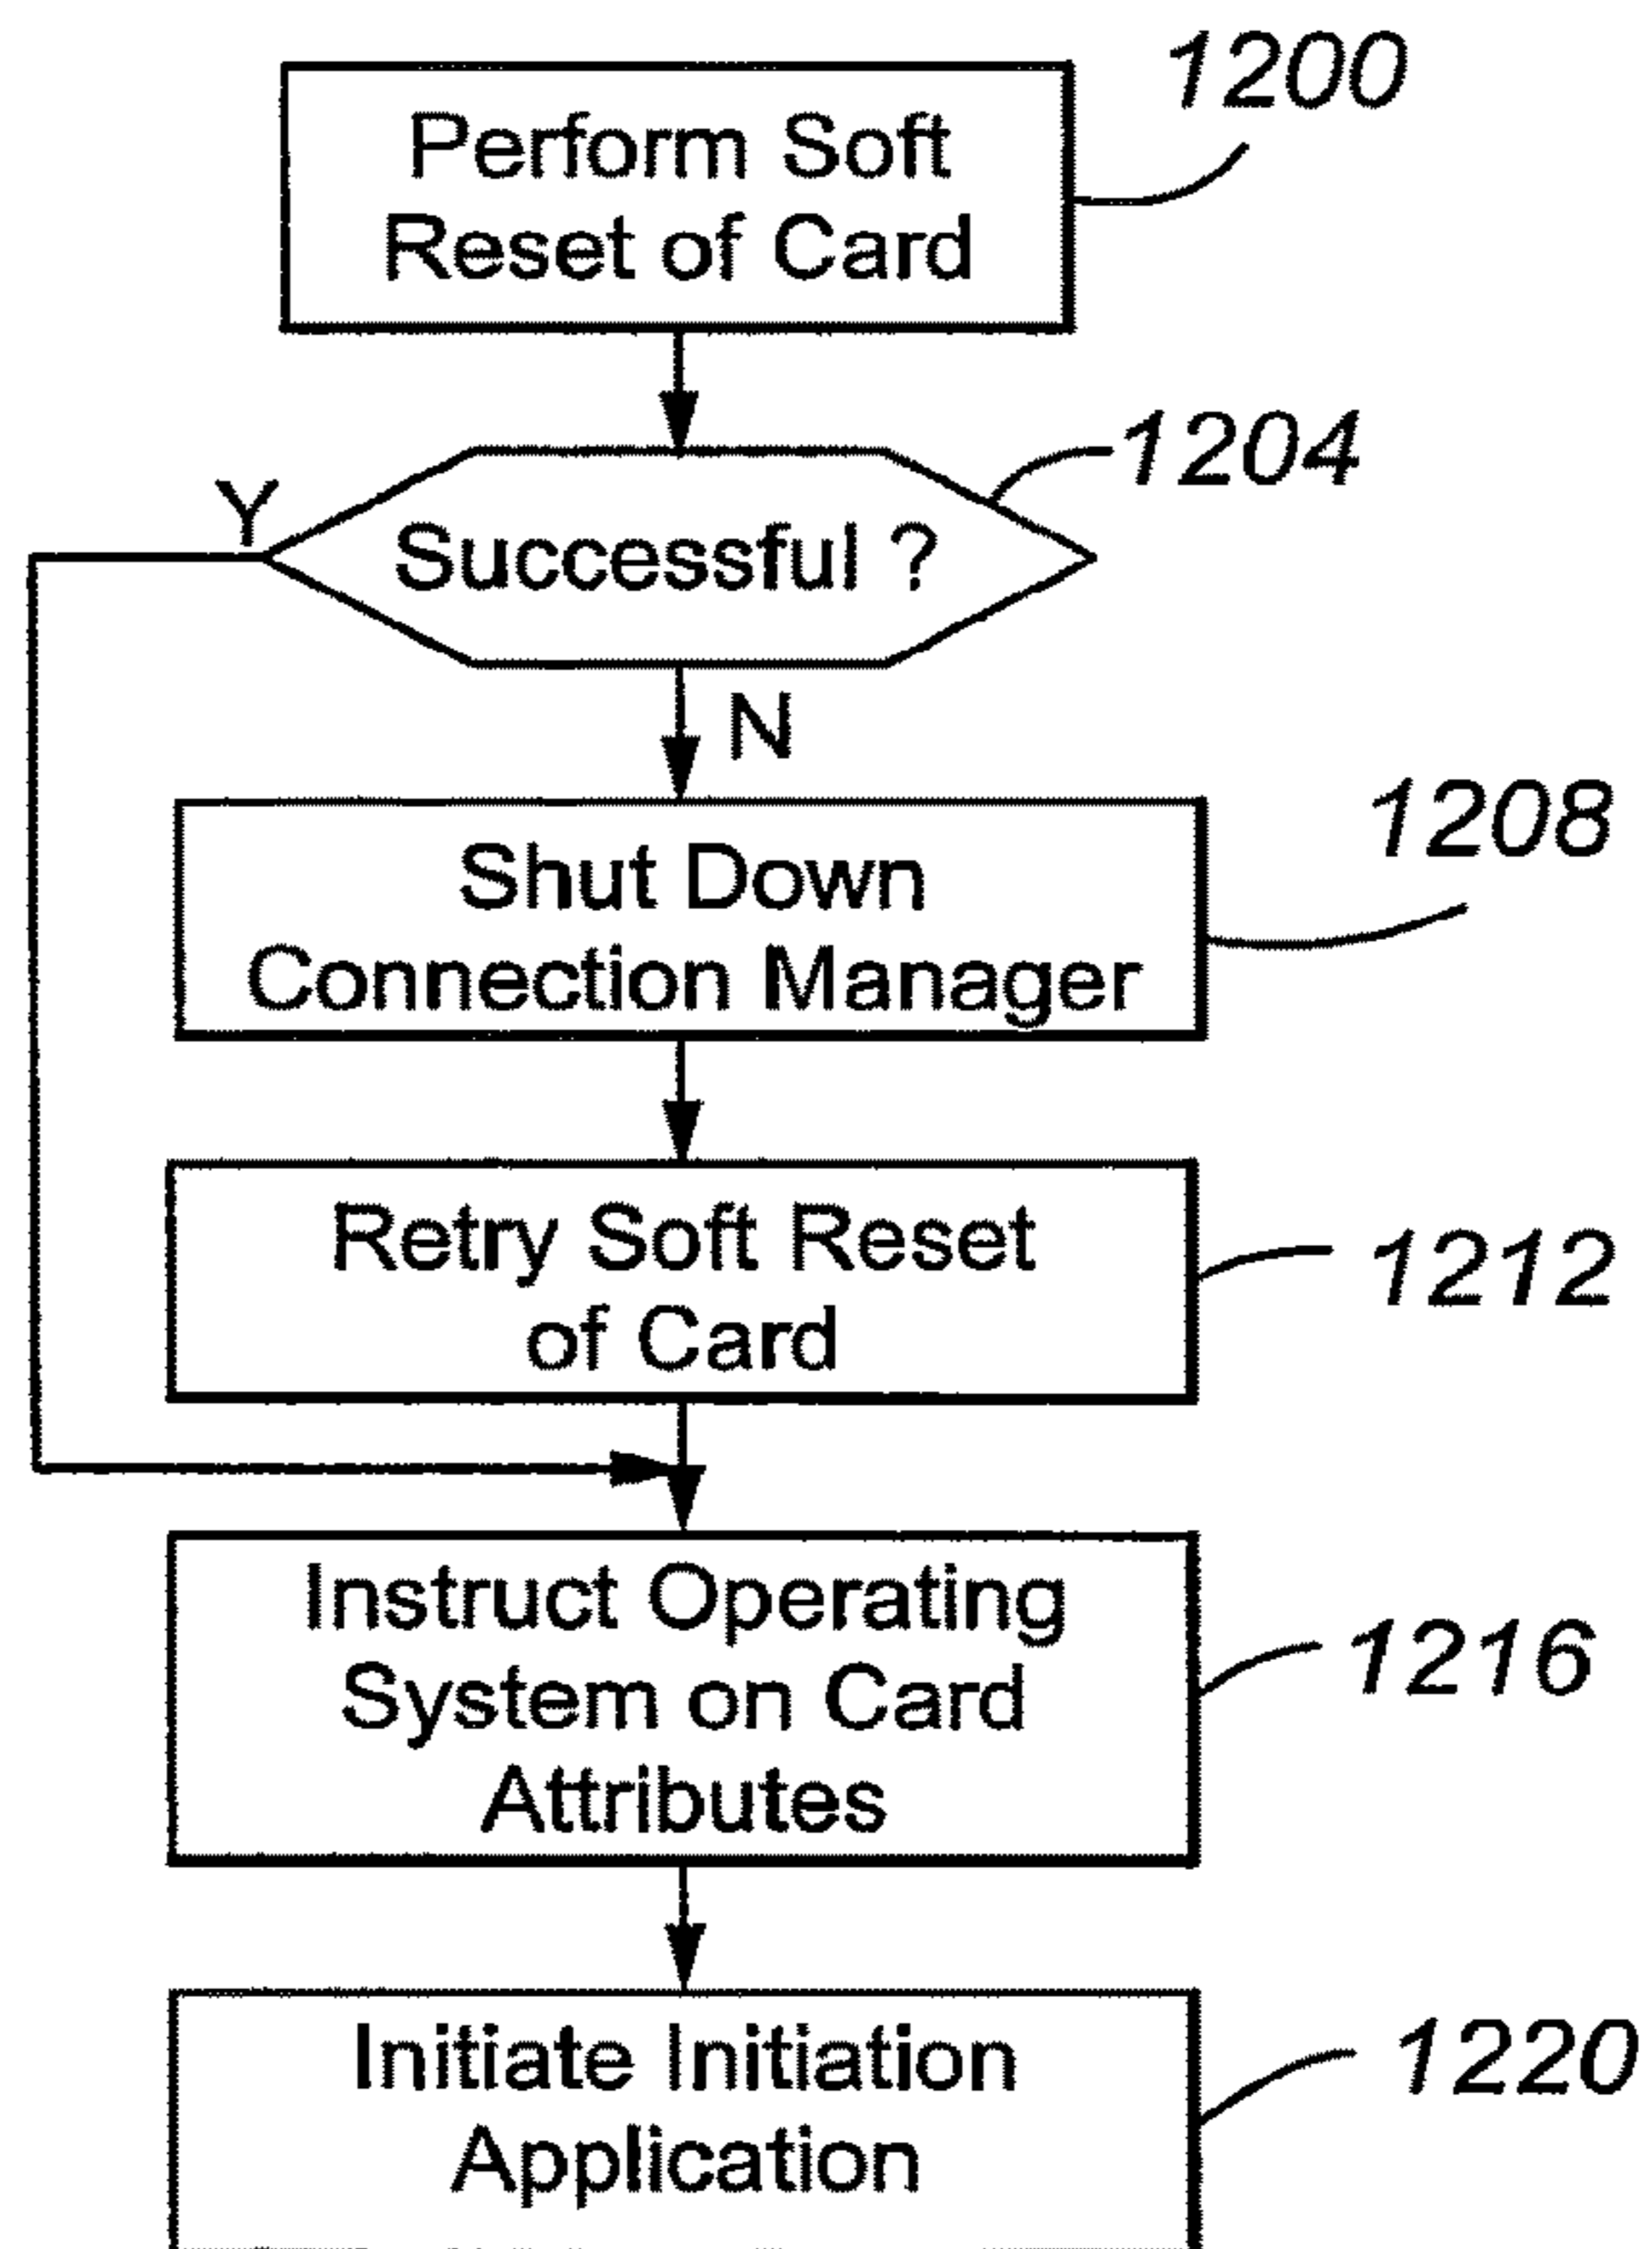 1200
Perform Soft
Reset of Card
1204
Y
Successful ?
N
1208
Shut Down
Connection Manager
Retry Soft Reset
of Card
1212
Instruct Operating
System on Card
Attributes
1216
Initiate Initiation
Application
1220